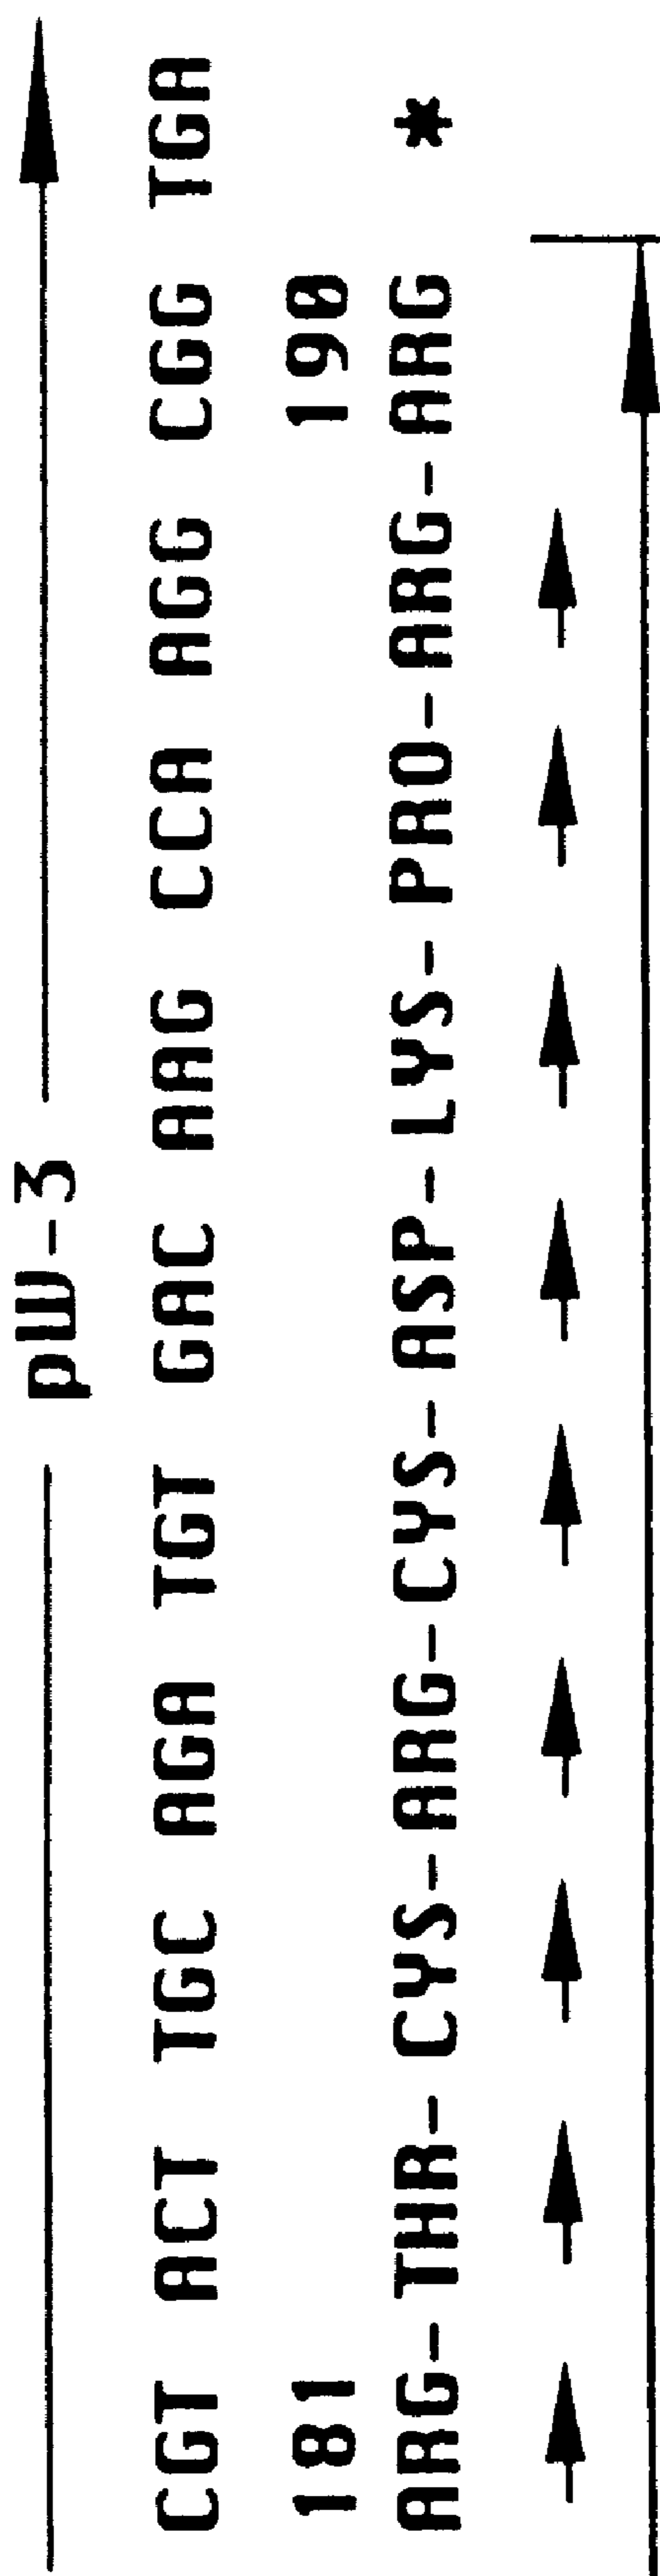 pW-3
CGT ACT TGC AGA TGT GAC AAG CCA AGG CGG TGA
181 190
ARG-THR-CYS-ARG-CYS-ASP-LYS-PRO-ARG-ARG *